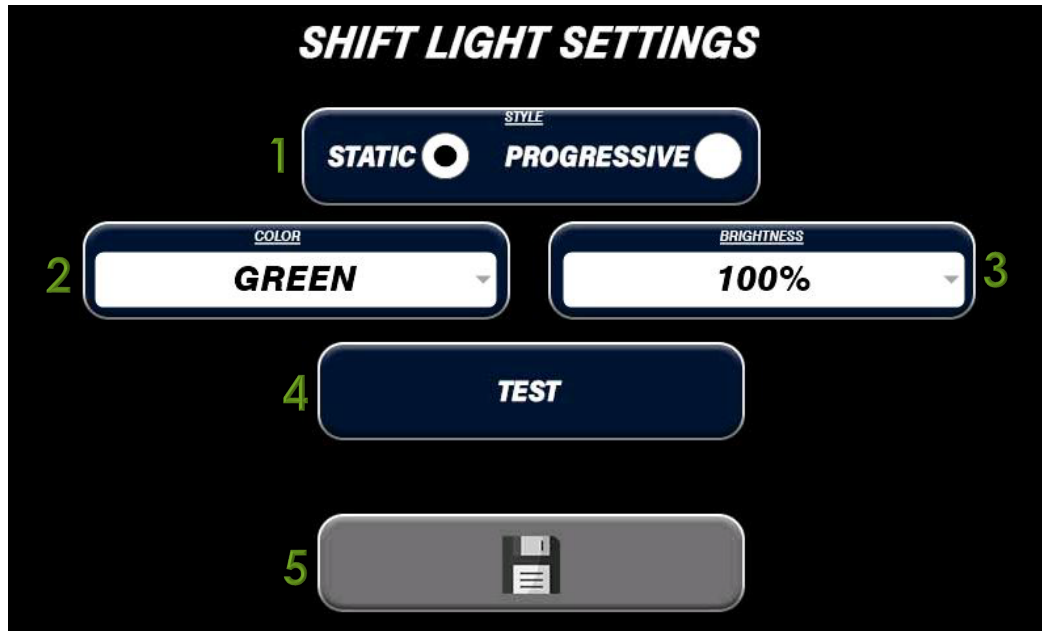 SHIFT LIGHT SETTINGS
STYLE
1 STATIC PROGRESSIVE
COLOR BRIGHTNESS
2 GREEN 100% 3
4 TEST
5